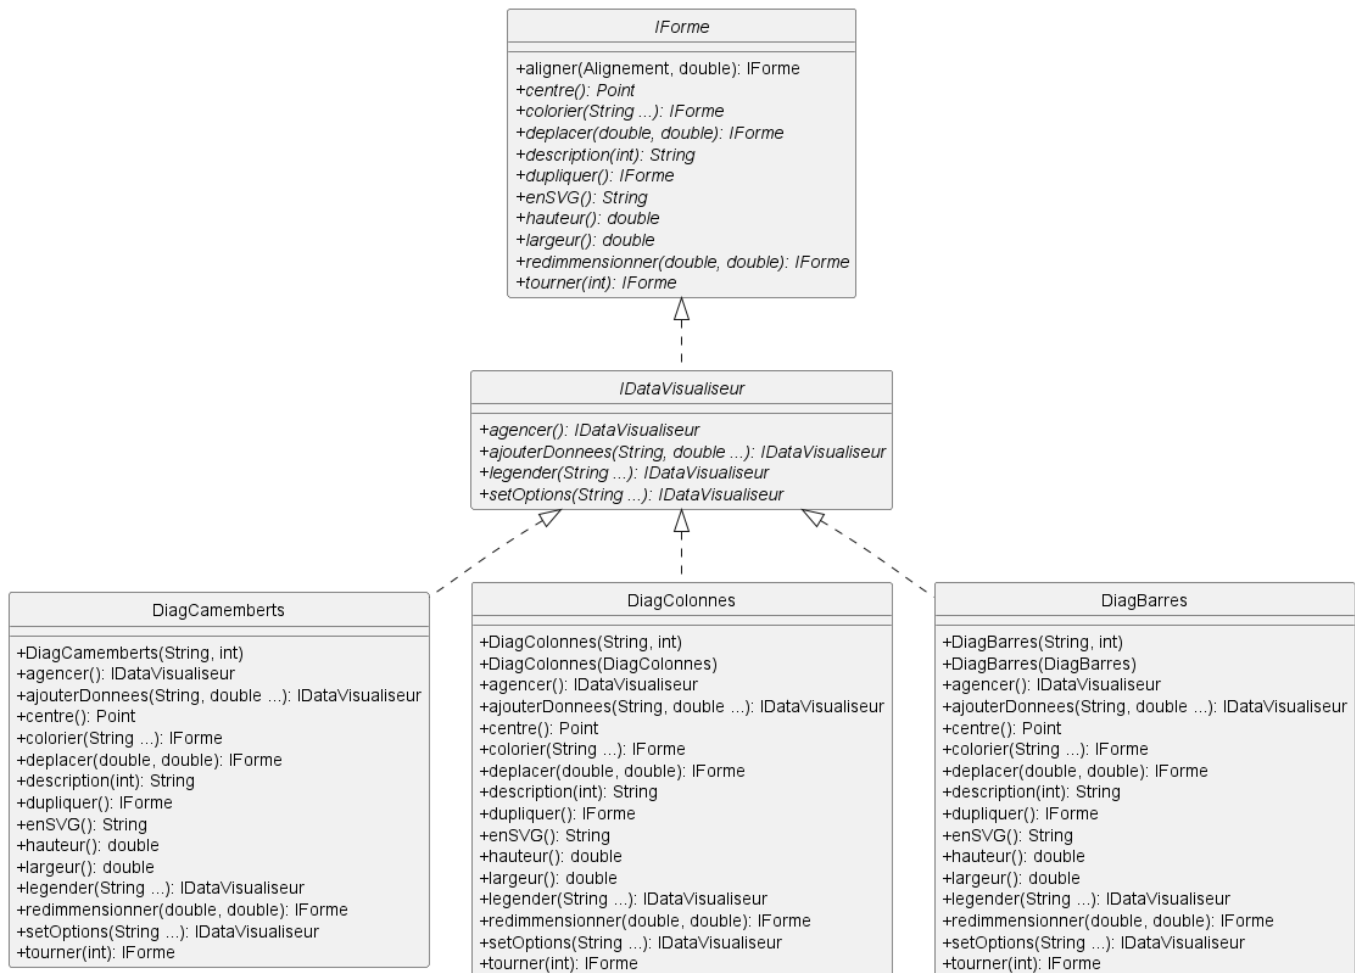 IForme
+aligner(Alignement, double): IForme
+centre(): Point
+colorier(String ...): IForme
+deplacer(double, double): IForme
+description(int): String
+dupliquer(): IForme
+enSVG(): String
+hauteur(): double
+largeur(): double
+redimmensionner(double, double): IForme
+tourner(int): IForme
IDataVisualiseur
+agencer(): IDataVisualiseur
+ajouterDonnees(String, double ...): IDataVisualiseur
+legender(String ...): IDataVisualiseur
+setOptions(String ...): IDataVisualiseur
DiagCamemberts
+DiagCamemberts(String, int)
+agencer(): IDataVisualiseur
+ajouterDonnees(String, double ...): IDataVisualiseur
+centre(): Point
+colorier(String ...): IForme
+deplacer(double, double): IForme
+description(int): String
+dupliquer(): IForme
+enSVG(): String
+hauteur(): double
+largeur(): double
+legender(String ...): IDataVisualiseur
+redimmensionner(double, double): IForme
+setOptions(String ...): IDataVisualiseur
+tourner(int): IForme
DiagColonnes
+DiagColonnes(String, int)
+DiagColonnes(DiagColonnes)
+agencer(): IDataVisualiseur
+ajouterDonnees(String, double ...): IDataVisualiseur
+centre(): Point
+colorier(String ...): IForme
+deplacer(double, double): IForme
+description(int): String
+dupliquer(): IForme
+enSVG(): String
+hauteur(): double
+largeur(): double
+legender(String ...): IDataVisualiseur
+redimmensionner(double, double): IForme
+setOptions(String ...): IDataVisualiseur
+tourner(int): IForme
DiagBarres
+DiagBarres(String, int)
+DiagBarres(DiagBarres)
+agencer(): IDataVisualiseur
+ajouterDonnees(String, double ...): IDataVisualiseur
+centre(): Point
+colorier(String ...): IForme
+deplacer(double, double): IForme
+description(int): String
+dupliquer(): IForme
+enSVG(): String
+hauteur(): double
+largeur(): double
+legender(String ...): IDataVisualiseur
+redimmensionner(double, double): IForme
+setOptions(String ...): IDataVisualiseur
+tourner(int): IForme